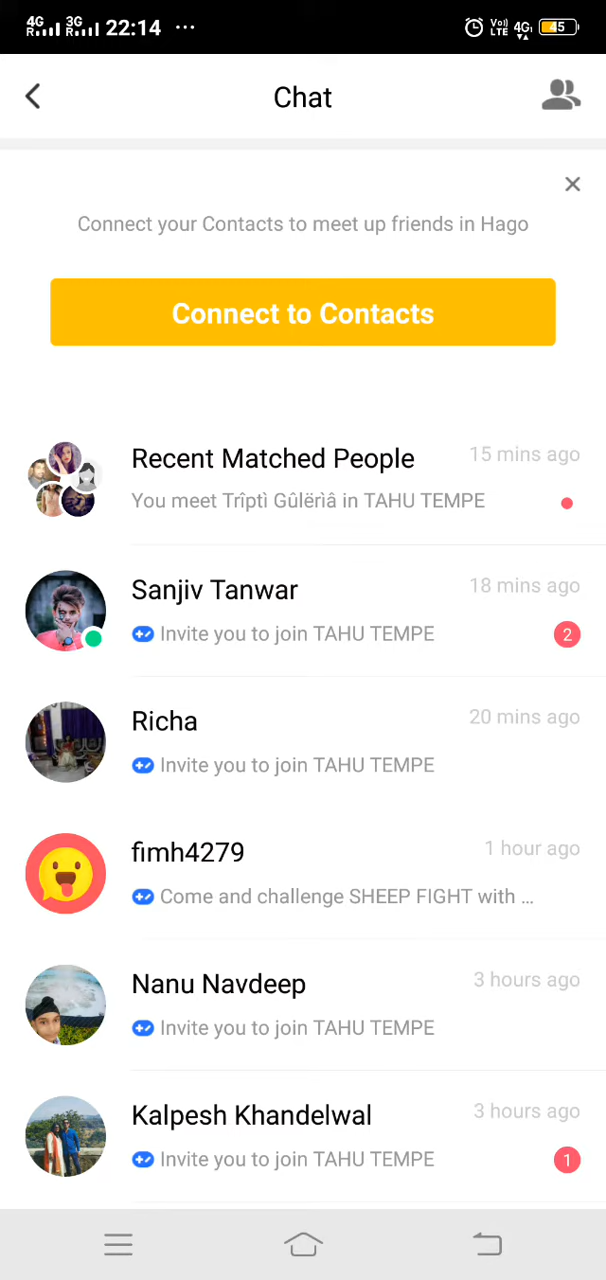 4G R 3G R 22:14 ... Vo) LTE 4G 45
Chat
Connect your Contacts to meet up friends in Hago
Connect to Contacts
Recent Matched People 15 mins ago
You meet Trîptì Gûlërìâ in TAHU TEMPE
Sanjiv Tanwar 18 mins ago
Invite you to join TAHU TEMPE 2
Richa 20 mins ago
Invite you to join TAHU TEMPE
fimh4279 1 hour ago
Come and challenge SHEEP FIGHT with ...
Nanu Navdeep 3 hours ago
Invite you to join TAHU TEMPE
Kalpesh Khandelwal 3 hours ago
Invite you to join TAHU TEMPE 1